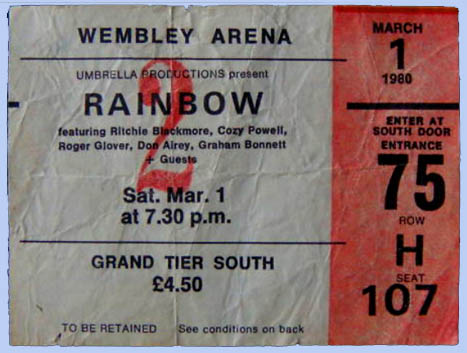 WEMBLEY ARENA
UMBRELLA PRODUCTIONS present
RAINBOW
featuring Ritchie Blackmore, Cozy Powell,
Roger Glover, Don Airey, Graham Bonnett
+ Guests
2
Sat. Mar. 1
at 7.30 p.m.
GRAND TIER SOUTH
£4.50
TO BE RETAINED See conditions on back
MARCH
1
1980
ENTER AT
SOUTH DOOR
ENTRANCE
75
ROW
H
SEAT
107